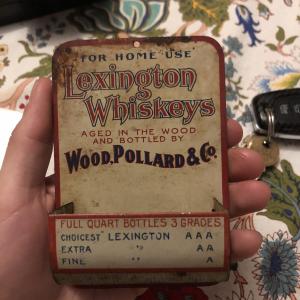 "FOR HOME USE"
Lexington
Whiskeys
AGED IN THE WOOD
AND BOTTLED BY
WOOD, POLLARD & CO.
FULL QUART BOTTLES 3 GRADES
CHOICEST LEXINGTON AAA
EXTRA " AA
FINE " A